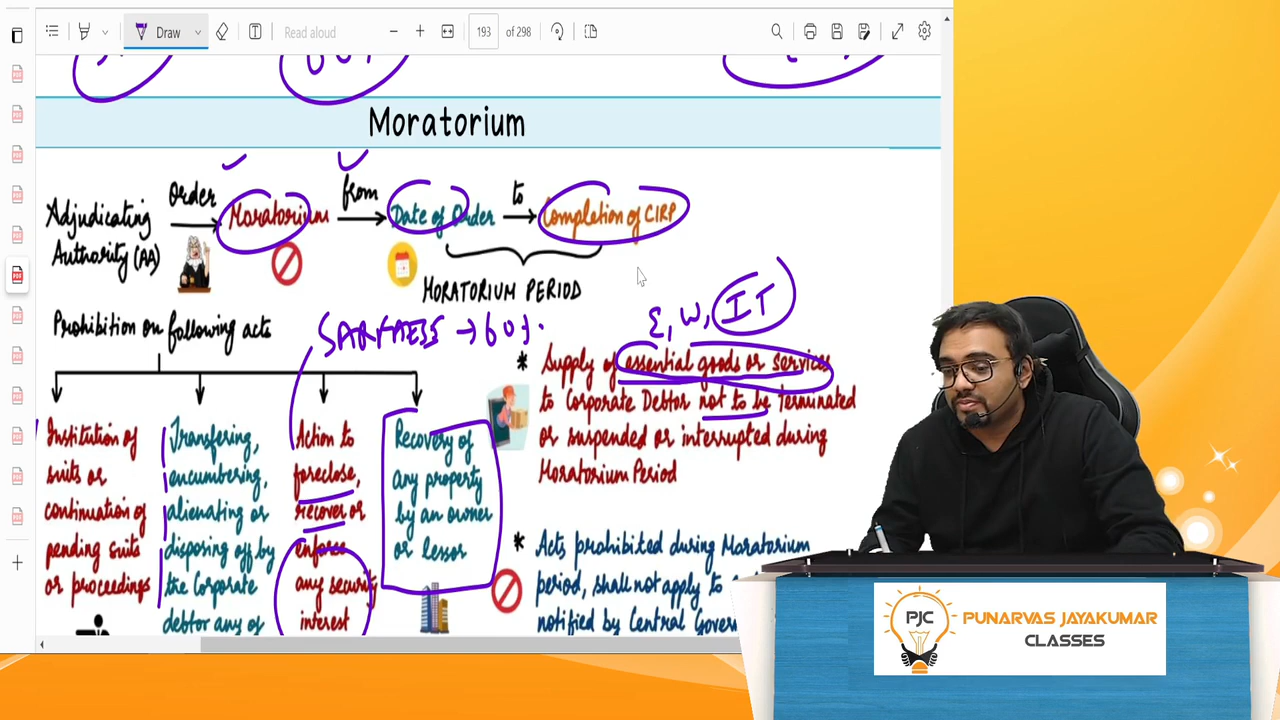 Draw
Read aloud
193
of 298
Moratorium
Adjudicating
Authority (AA)
Order
Moratorium
from
Date of Order
to
Completion of CIRP
MORATORIUM PERIOD
Prohibition on following acts
SARFAESI → 60%.
E, W, IT
Institution of
suits or
continuation of
pending suits
or proceedings
Transfering,
encumbering,
alienating or
disposing off by
the Corporate
debtor any of
Action to
foreclose,
recover or
enforce
any security
interest
Recovery of
any property
by an owner
or lessor
* Supply of essential goods or services
to Corporate Debtor not to be terminated
or suspended or interrupted during
Moratorium Period
* Acts prohibited during Moratorium
period, shall not apply to
notified by Central
PJC
PUNARVAS JAYAKUMAR
CLASSES